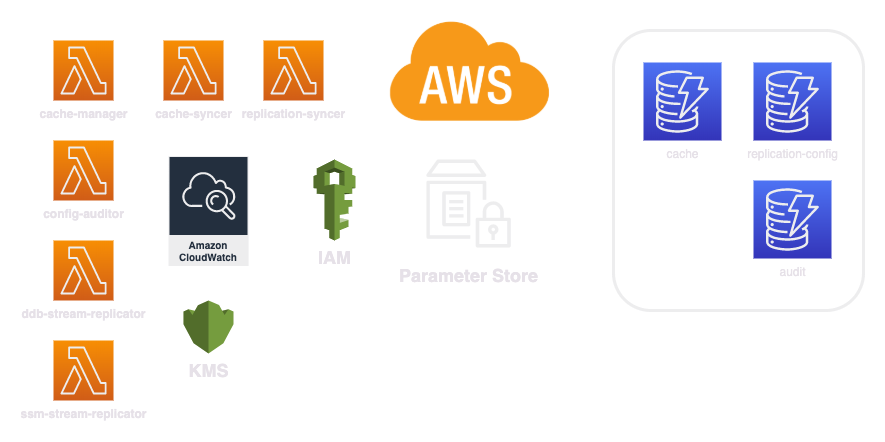 AWS
cache-manager
cache-syncer
replication-syncer
cache
replication-config
config-auditor
Amazon
CloudWatch
IAM
Parameter Store
audit
ddb-stream-replicator
KMS
ssm-stream-replicator